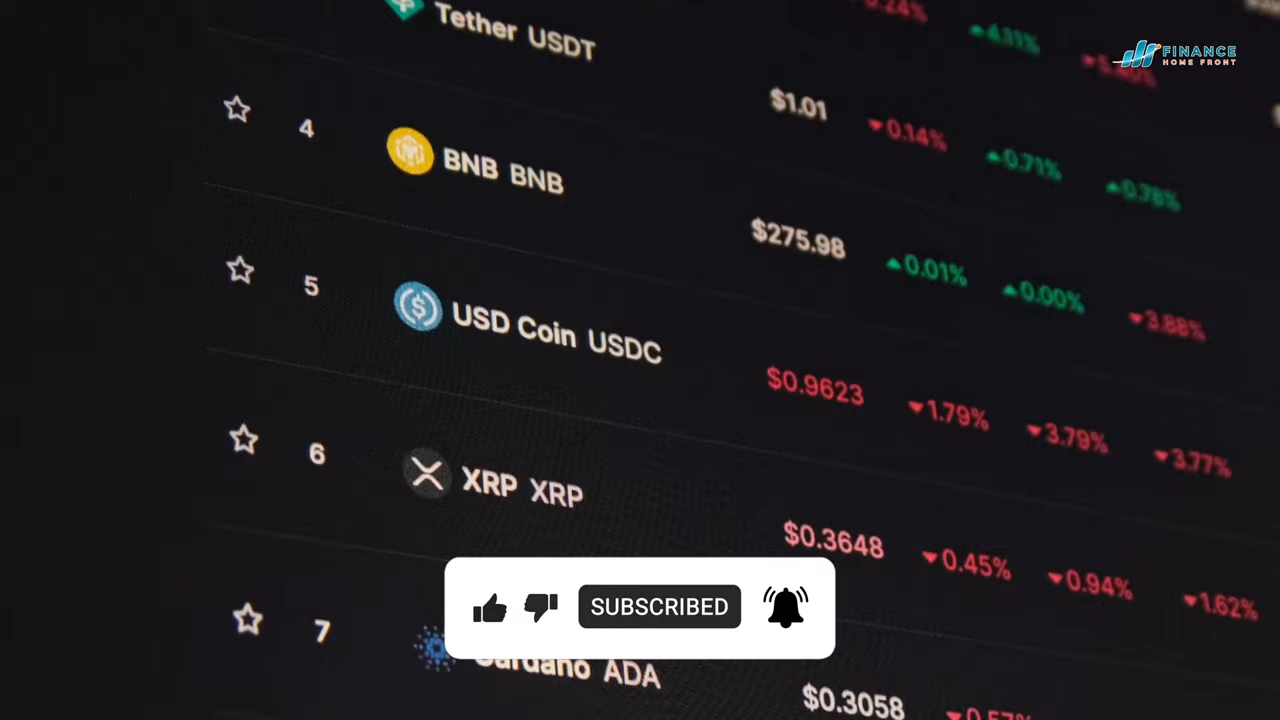 FINANCE
HOME FRONT
Tether USDT $1.01 0.14% 0.71% 0.78%
4 BNB BNB $275.98 0.01% 0.00% 3.88%
5 USD Coin USDC $0.9623 1.79% 3.79% 3.77%
6 XRP XRP $0.3648 0.45% 0.94% 1.62%
SUBSCRIBED
7 Cardano ADA $0.3058